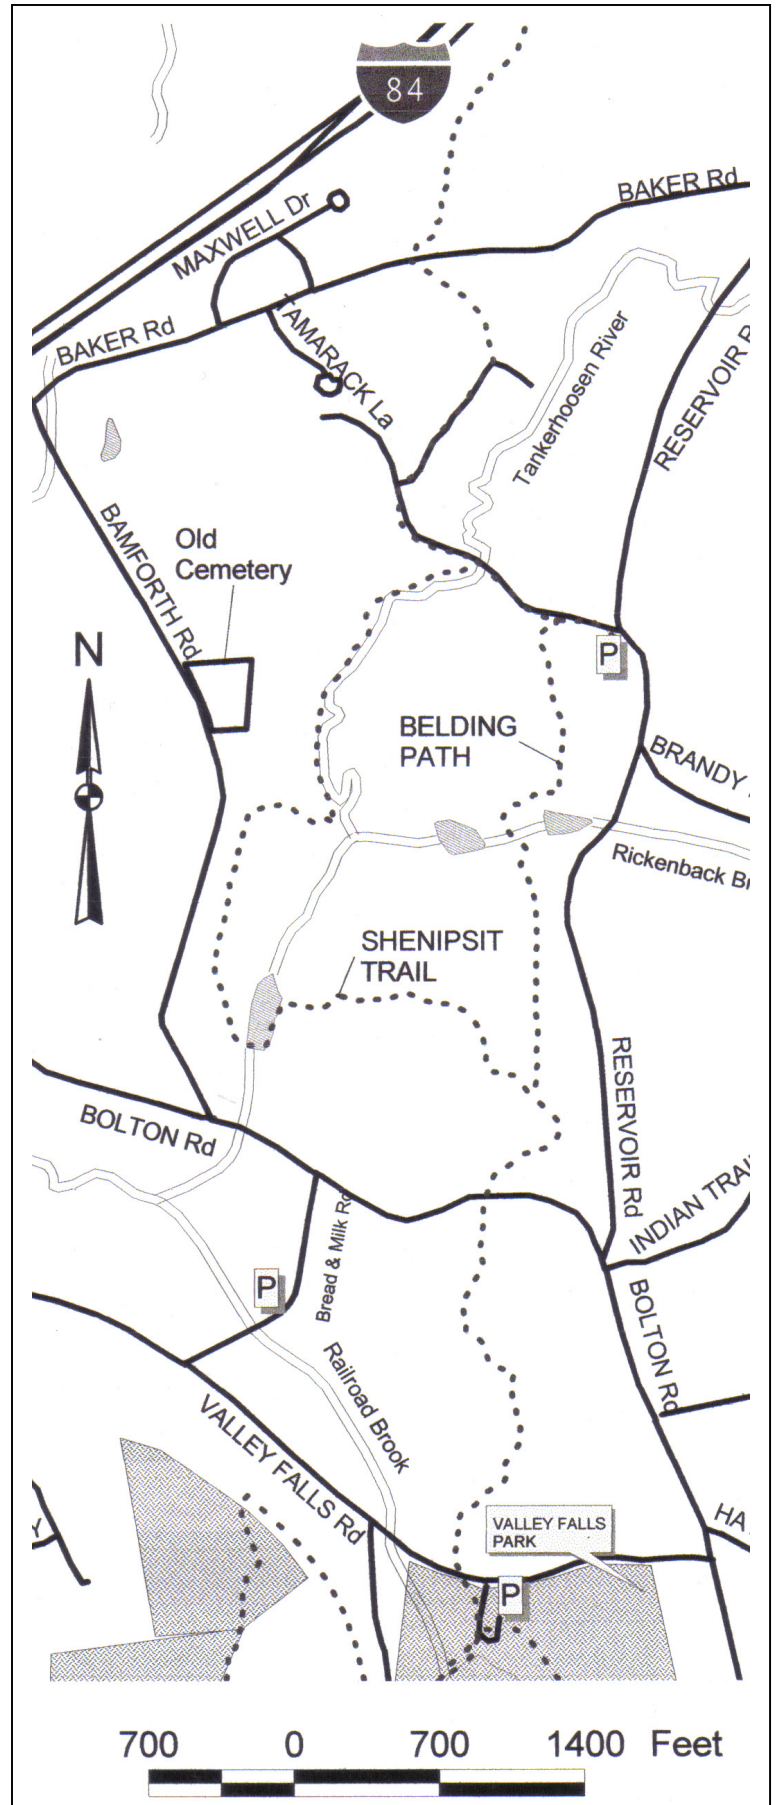 84
BAKER Rd
MAXWELL Dr
BAKER Rd
TAMARACK La
Tankerhoosen River
RESERVOIR R
BAMFORTH Rd
Old
Cemetery
N
P
BELDING
PATH
BRANDY
Rickenback Br
SHENIPSIT
TRAIL
RESERVOIR Rd
BOLTON Rd
INDIAN TRAI
Bread & Milk Rd
P
BOLTON Rd
Railroad Brook
VALLEY FALLS Rd
VALLEY FALLS
PARK
HA
Y
P
700 0 700 1400 Feet